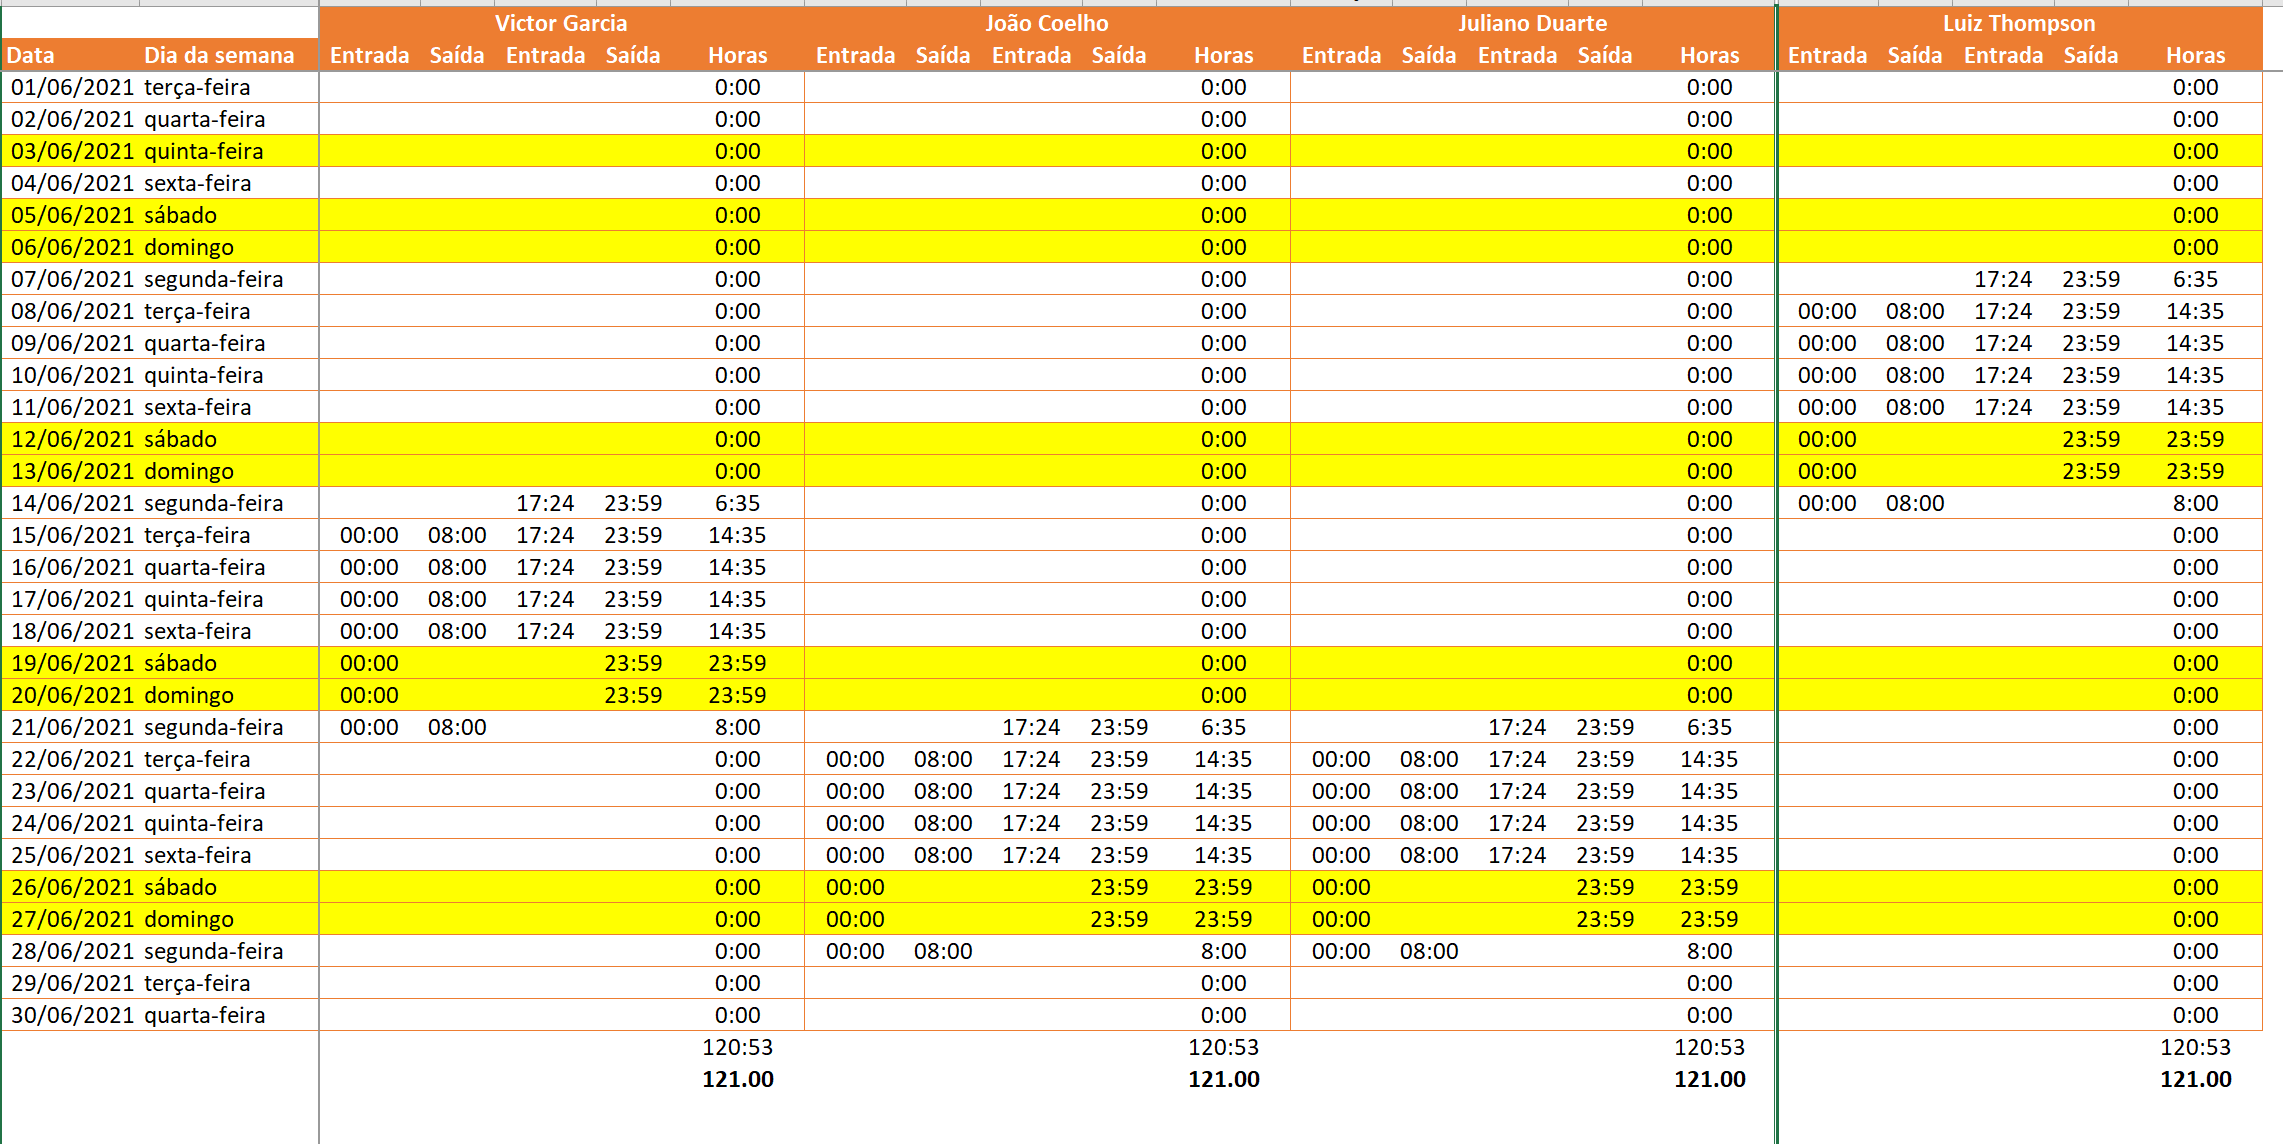 Victor Garcia João Coelho Juliano Duarte Luiz Thompson
Data Dia da semana Entrada Saída Entrada Saída Horas Entrada Saída Entrada Saída Horas Entrada Saída Entrada Saída Horas Entrada Saída Entrada Saída Horas
01/06/2021 terça-feira 0:00 0:00 0:00 0:00
02/06/2021 quarta-feira 0:00 0:00 0:00 0:00
03/06/2021 quinta-feira 0:00 0:00 0:00 0:00
04/06/2021 sexta-feira 0:00 0:00 0:00 0:00
05/06/2021 sábado 0:00 0:00 0:00 0:00
06/06/2021 domingo 0:00 0:00 0:00 0:00
07/06/2021 segunda-feira 0:00 0:00 0:00 17:24 23:59 6:35
08/06/2021 terça-feira 0:00 0:00 0:00 00:00 08:00 17:24 23:59 14:35
09/06/2021 quarta-feira 0:00 0:00 0:00 00:00 08:00 17:24 23:59 14:35
10/06/2021 quinta-feira 0:00 0:00 0:00 00:00 08:00 17:24 23:59 14:35
11/06/2021 sexta-feira 0:00 0:00 0:00 00:00 08:00 17:24 23:59 14:35
12/06/2021 sábado 0:00 0:00 0:00 00:00 23:59 23:59
13/06/2021 domingo 0:00 0:00 0:00 00:00 23:59 23:59
14/06/2021 segunda-feira 17:24 23:59 6:35 0:00 0:00 00:00 08:00 8:00
15/06/2021 terça-feira 00:00 08:00 17:24 23:59 14:35 0:00 0:00 0:00
16/06/2021 quarta-feira 00:00 08:00 17:24 23:59 14:35 0:00 0:00 0:00
17/06/2021 quinta-feira 00:00 08:00 17:24 23:59 14:35 0:00 0:00 0:00
18/06/2021 sexta-feira 00:00 08:00 17:24 23:59 14:35 0:00 0:00 0:00
19/06/2021 sábado 00:00 23:59 23:59 0:00 0:00 0:00
20/06/2021 domingo 00:00 23:59 23:59 0:00 0:00 0:00
21/06/2021 segunda-feira 00:00 08:00 8:00 17:24 23:59 6:35 17:24 23:59 6:35 0:00
22/06/2021 terça-feira 0:00 00:00 08:00 17:24 23:59 14:35 00:00 08:00 17:24 23:59 14:35 0:00
23/06/2021 quarta-feira 0:00 00:00 08:00 17:24 23:59 14:35 00:00 08:00 17:24 23:59 14:35 0:00
24/06/2021 quinta-feira 0:00 00:00 08:00 17:24 23:59 14:35 00:00 08:00 17:24 23:59 14:35 0:00
25/06/2021 sexta-feira 0:00 00:00 08:00 17:24 23:59 14:35 00:00 08:00 17:24 23:59 14:35 0:00
26/06/2021 sábado 0:00 00:00 23:59 23:59 00:00 23:59 23:59 0:00
27/06/2021 domingo 0:00 00:00 23:59 23:59 00:00 23:59 23:59 0:00
28/06/2021 segunda-feira 0:00 00:00 08:00 8:00 00:00 08:00 8:00 0:00
29/06/2021 terça-feira 0:00 0:00 0:00 0:00
30/06/2021 quarta-feira 0:00 0:00 0:00 0:00
120:53 120:53 120:53 120:53
121.00 121.00 121.00 121.00